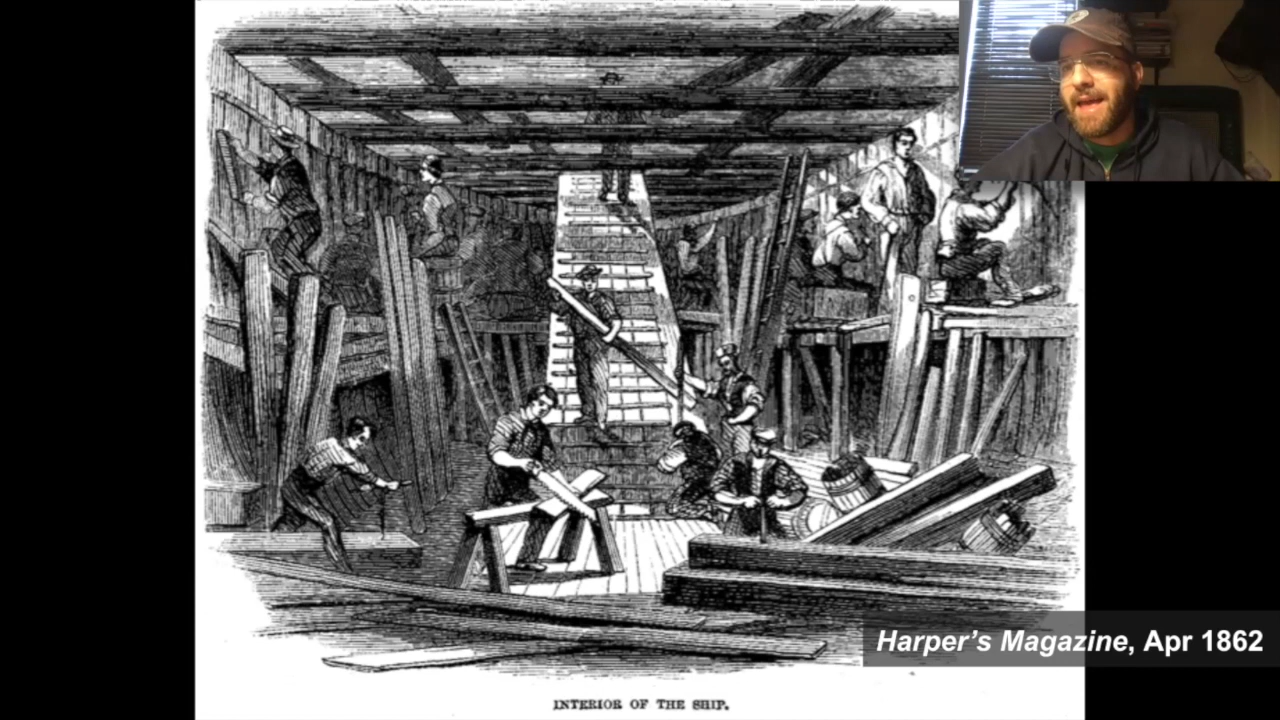 Harper's Magazine, Apr 1862
INTERIOR OF THE SHIP.